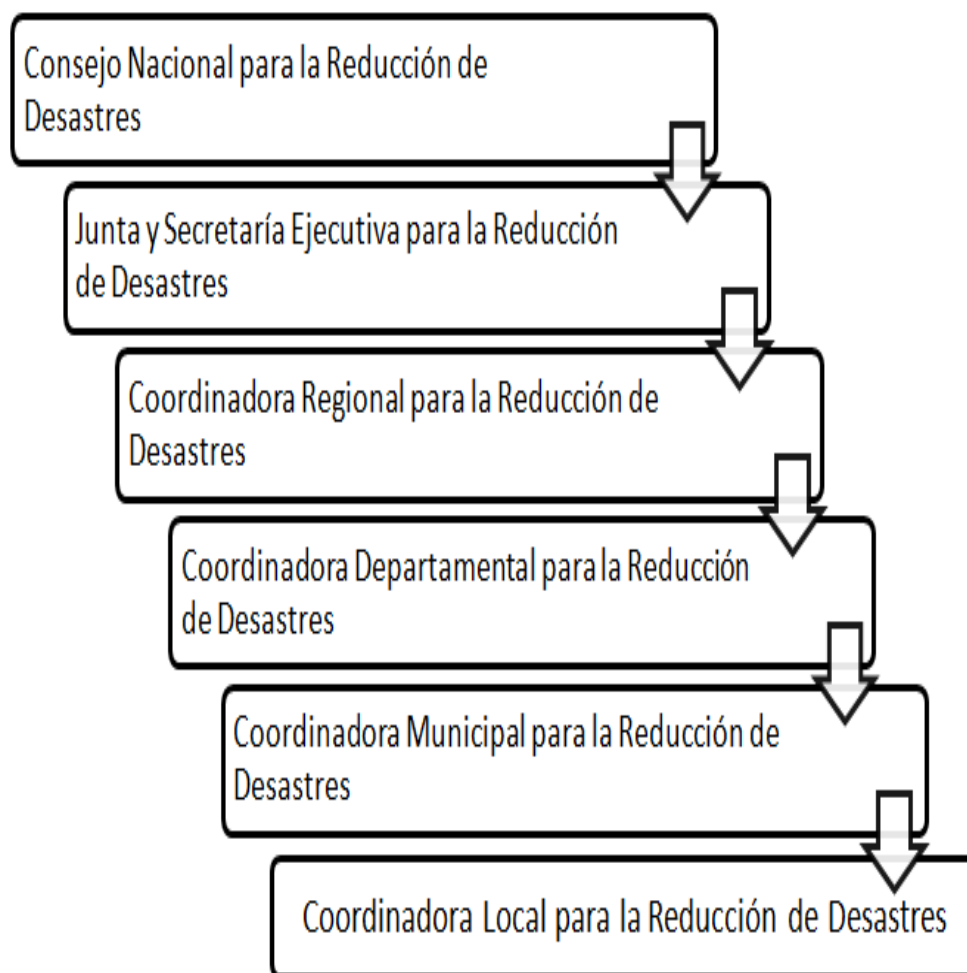 Consejo Nacional para la Reducción de
Desastres
Junta y Secretaría Ejecutiva para la Reducción
de Desastres
Coordinadora Regional para la Reducción de
Desastres
Coordinadora Departamental para la Reducción
de Desastres
Coordinadora Municipal para la Reducción de
Desastres
Coordinadora Local para la Reducción de Desastres